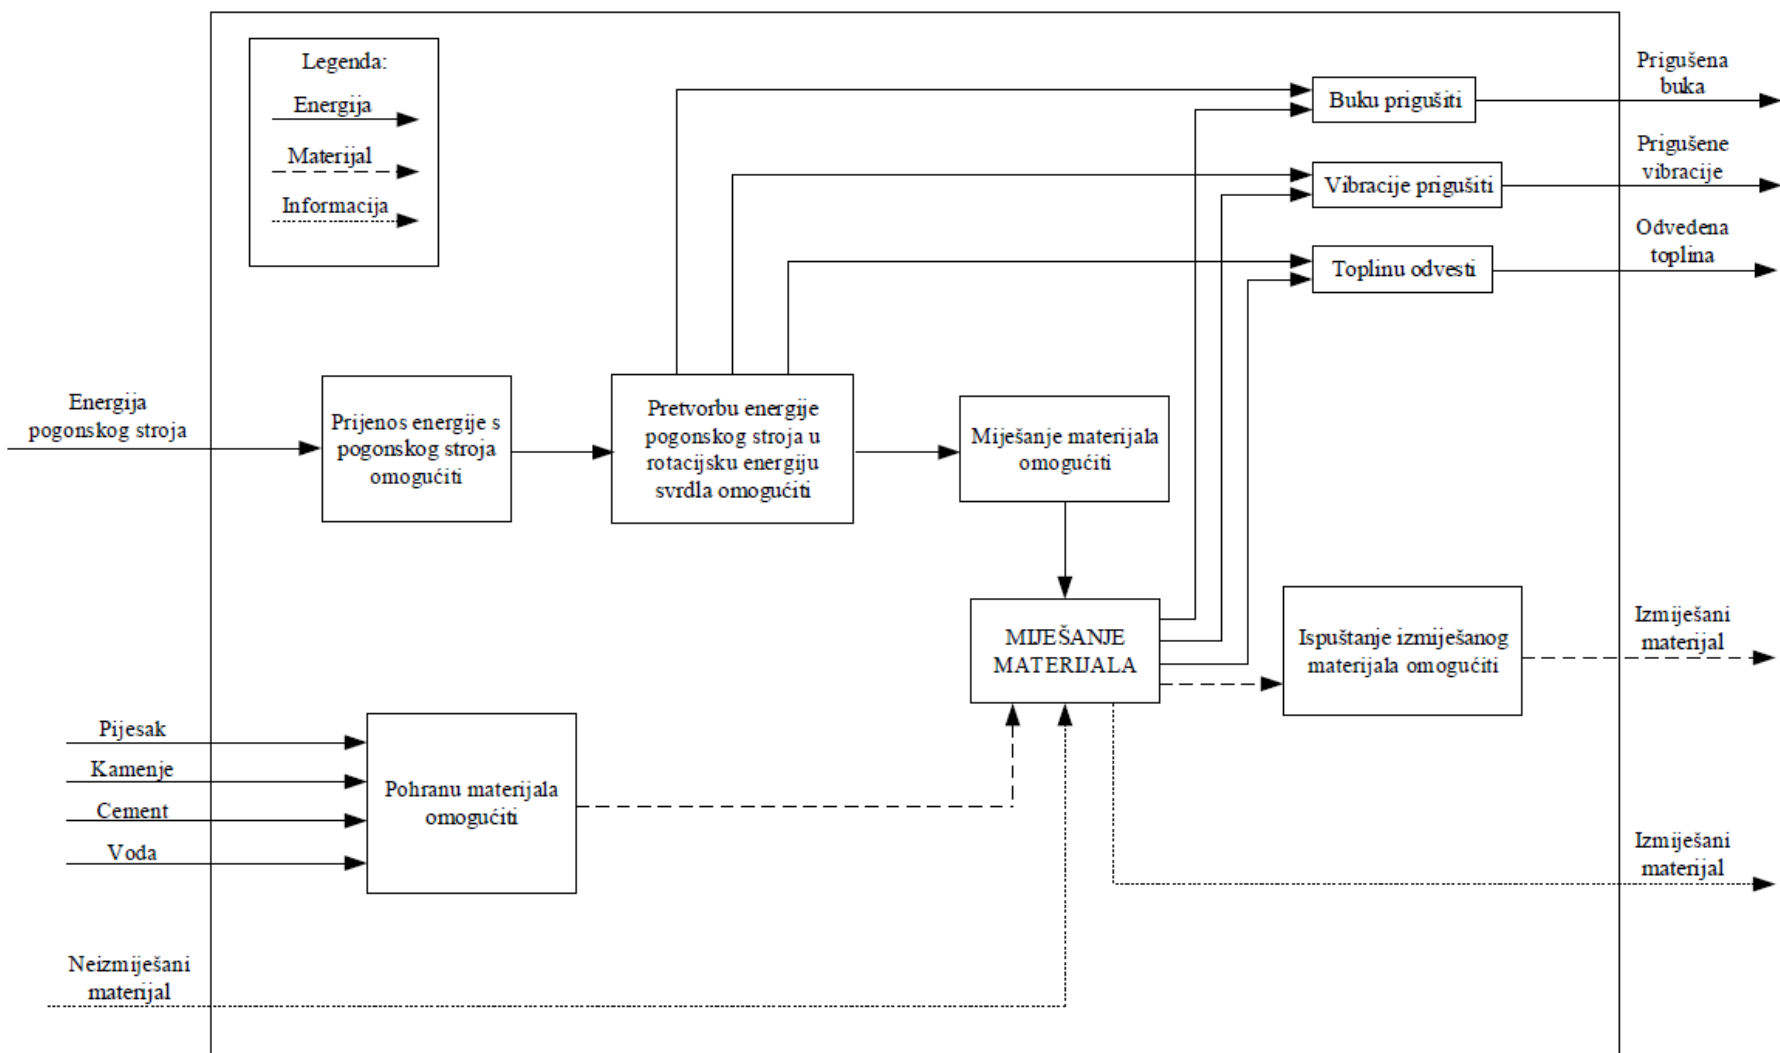 Legenda:
Energija
Materijal
Informacija
Buku prigušiti
Prigušena
buka
Vibracije prigušiti
Prigušene
vibracije
Toplinu odvesti
Odvedena
toplina
Energija
pogonskog stroja
Prijenos energije s
pogonskog stroja
omogućiti
Pretvorbu energije
pogonskog stroja u
rotacijsku energiju
svrdla omogućiti
Miješanje materijala
omogućiti
MIJEŠANJE
MATERIJALA
Ispuštanje izmiješanog
materijala omogućiti
Izmiješani
materijal
Pijesak
Kamenje
Cement
Voda
Pohranu materijala
omogućiti
Izmiješani
materijal
Neizmiješani
materijal